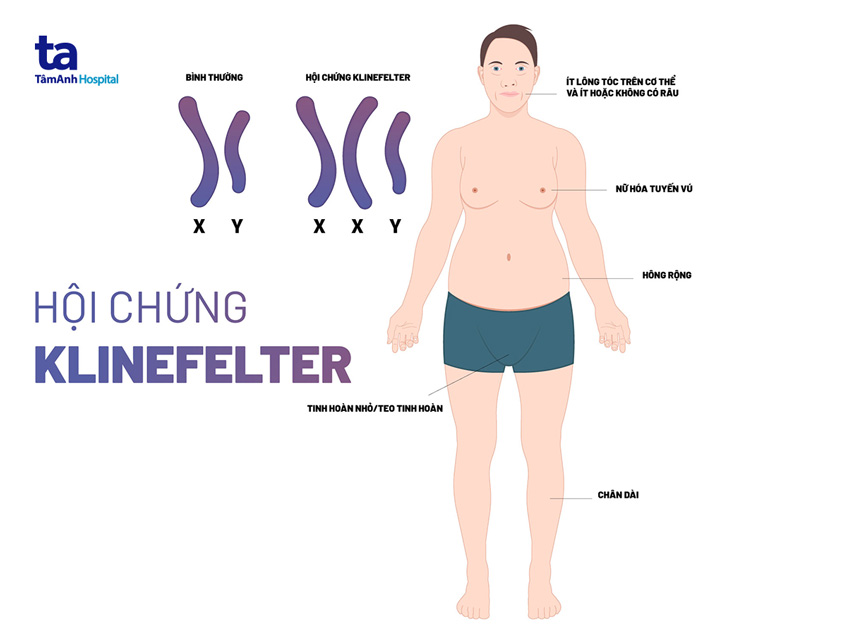 ta
TâmAnh Hospital
BÌNH THƯỜNG
HỘI CHỨNG KLINEFELTER
X Y
X X Y
HỘI CHỨNG
KLINEFELTER
ÍT LÔNG TÓC TRÊN CƠ THỂ
VÀ ÍT HOẶC KHÔNG CÓ RÂU
NỮ HÓA TUYẾN VÚ
HÔNG RỘNG
TINH HOÀN NHỎ/TEO TINH HOÀN
CHÂN DÀI